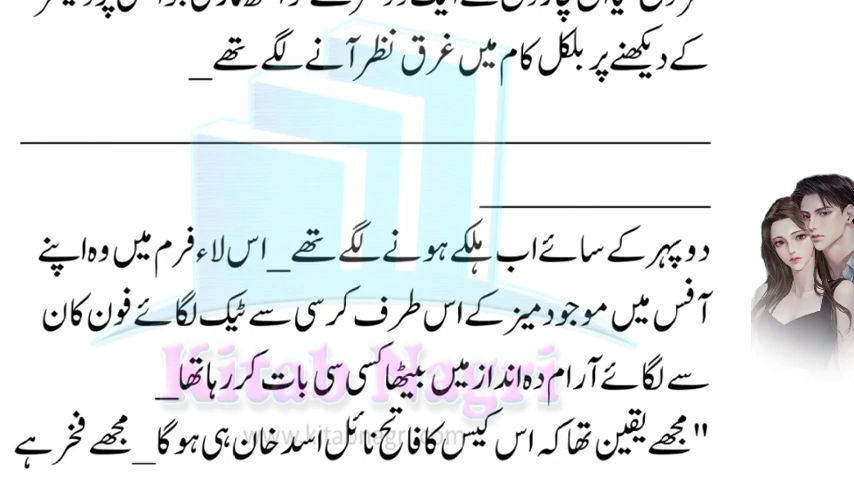 کے دیکھنے پر بلکل کام میں غرق نظر آنے لگے تھے_
دوپہر کے سائے اب ہلکے ہونے لگے تھے_اس لاء فرم میں وہ اپنے
آفس میں موجود میز کے اس طرف کرسی سے ٹیک لگائے فون کان
سے لگائے آرام دہ انداز میں بیٹھا کسی سی بات کر رہا تھا_
Kitab Nagri
"مجھے یقین تھا کہ اس کیس کا فاتح نائل اسد خان ہی ہوگا_مجھے فخر ہے
www.kitabnagri.com